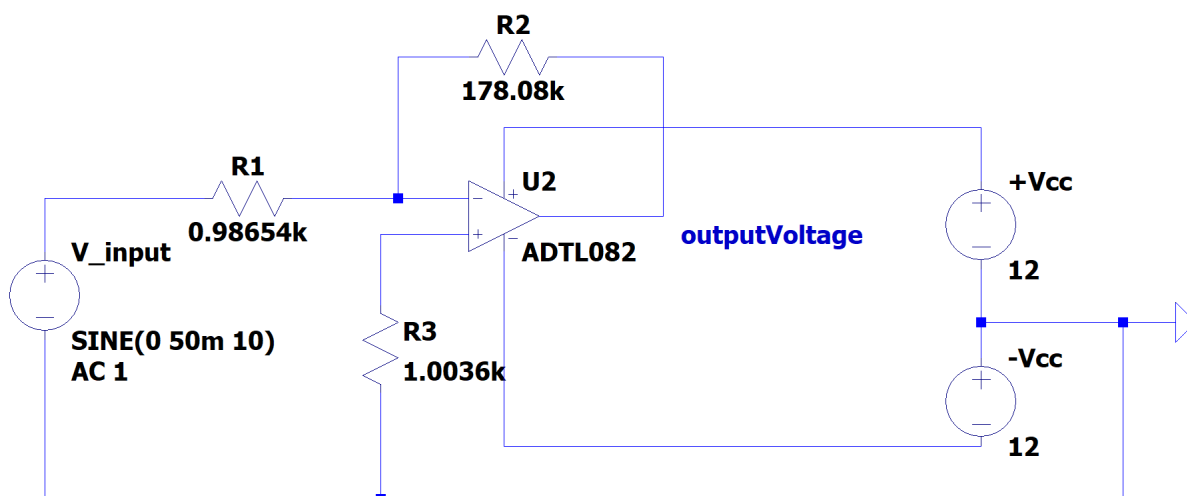 R2
178.08k
R1
0.98654k
U2
ADTL082
outputVoltage
+Vcc
12
V_input
SINE(0 50m 10)
AC 1
R3
1.0036k
-Vcc
12